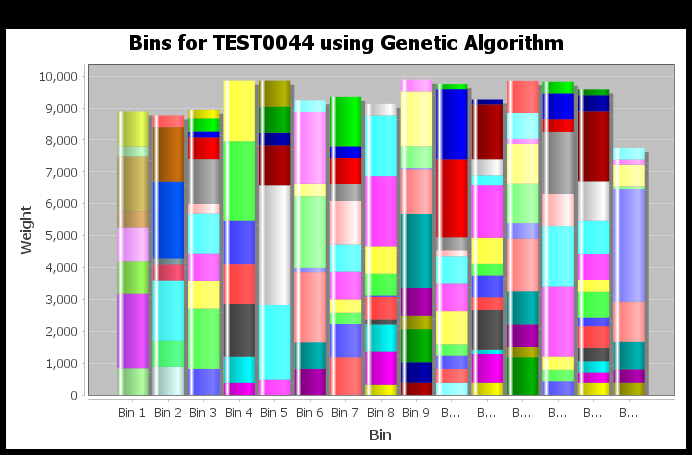 Bins for TEST0044 using Genetic Algorithm
10,000
9,000
8,000
7,000
6,000
5,000
4,000
3,000
2,000
1,000
0
Weight
Bin 1 Bin 2 Bin 3 Bin 4 Bin 5 Bin 6 Bin 7 Bin 8 Bin 9 B... B... B... B... B... B...
Bin